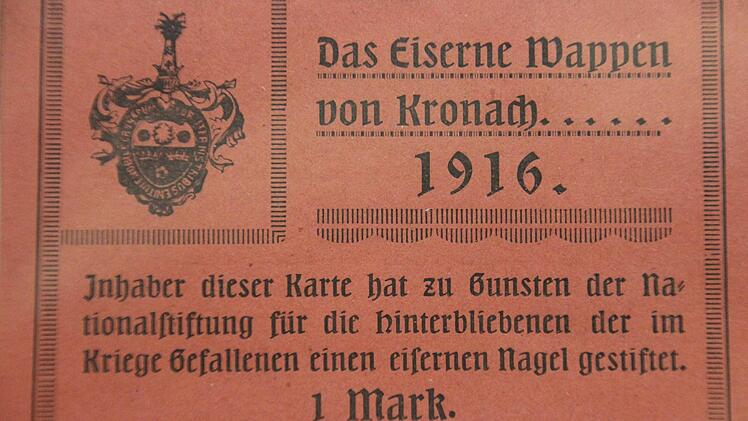 Das Eiserne Wappen
von Kronach......
1916.
Inhaber dieser Karte hat zu Gunsten der Na⸗
tionalſtiftung für die Hinterbliebenen der im
Kriege Gefallenen einen eiſernen Nagel geſtiftet.
1 Mark.